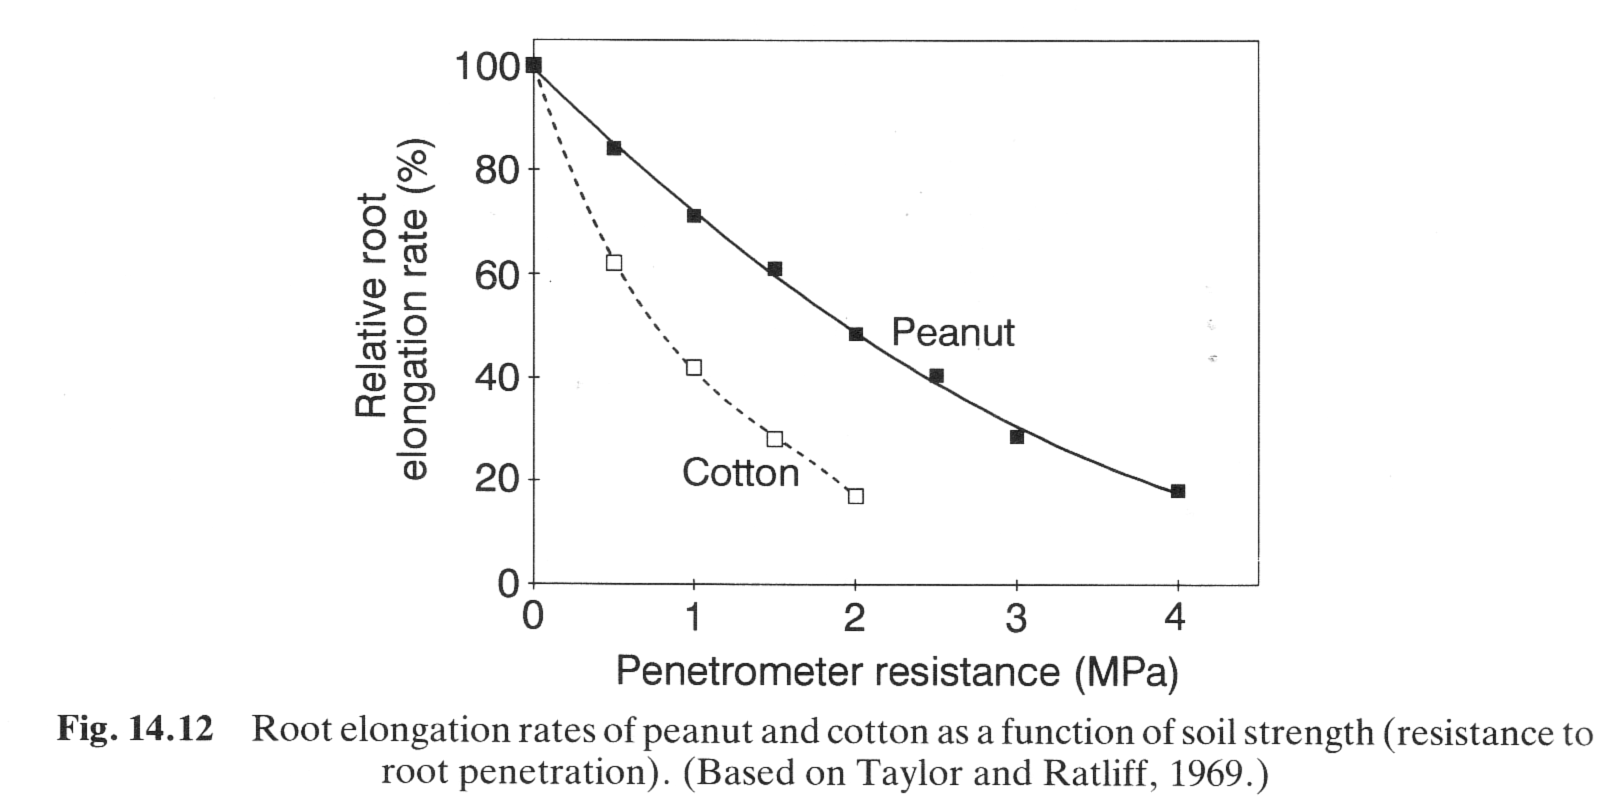 100
80
60
40
20
0
Relative root
elongation rate (%)
Peanut
Cotton
0 1 2 3 4
Penetrometer resistance (MPa)
Fig. 14.12 Root elongation rates of peanut and cotton as a function of soil strength (resistance to
root penetration). (Based on Taylor and Ratliff, 1969.)